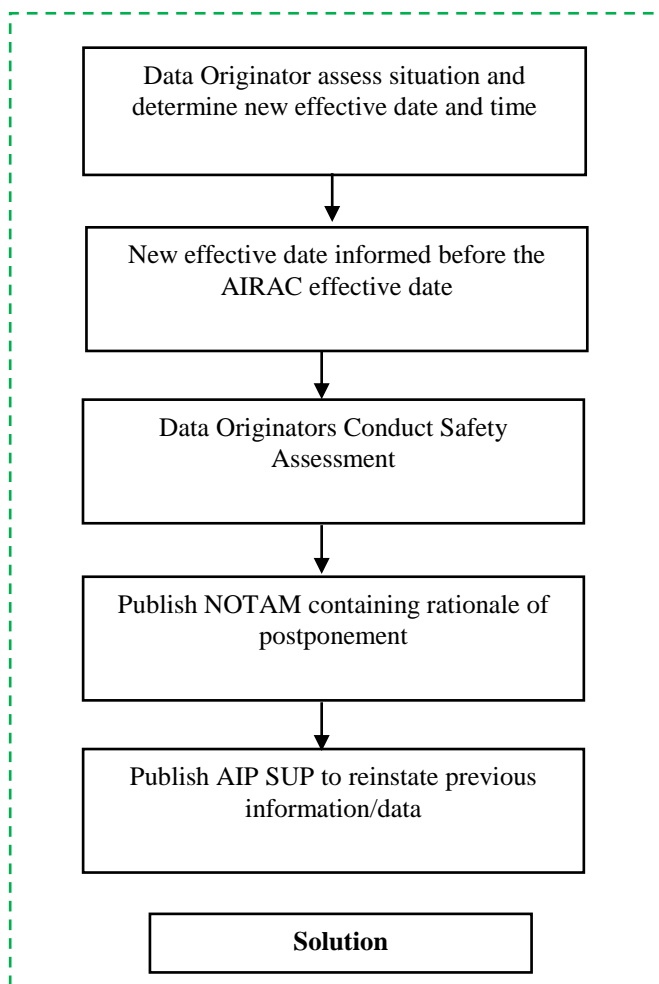 Data Originator assess situation and
determine new effective date and time
New effective date informed before the
AIRAC effective date
Data Originators Conduct Safety
Assessment
Publish NOTAM containing rationale of
postponement
Publish AIP SUP to reinstate previous
information/data
Solution